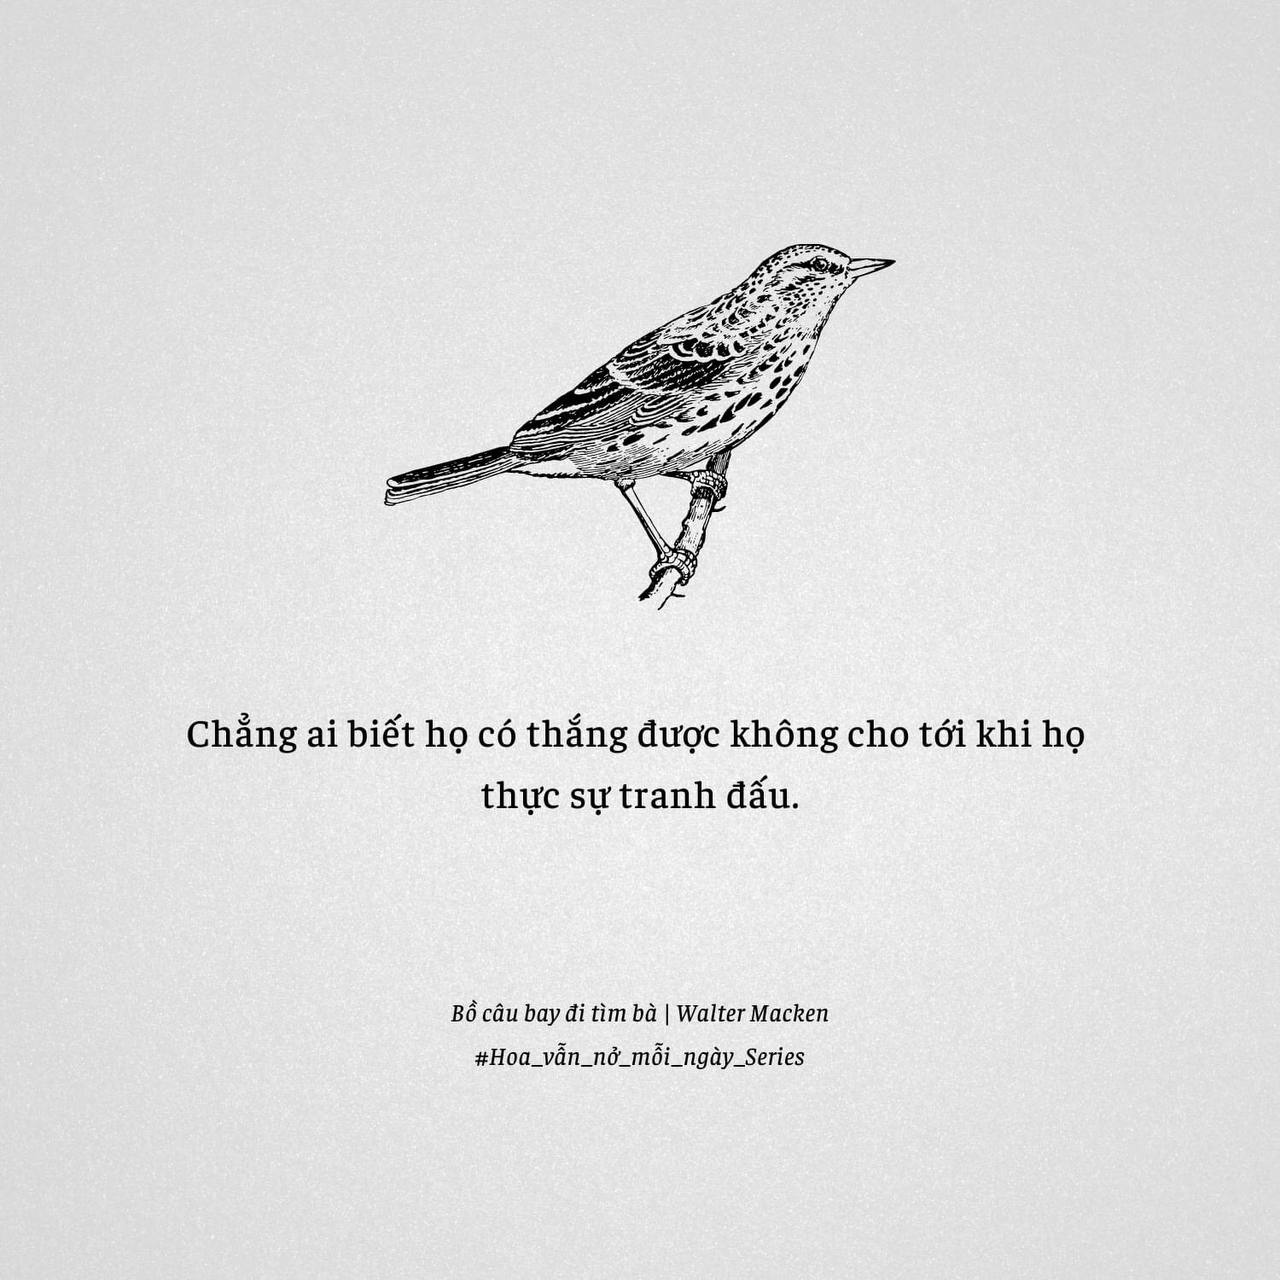 Chẳng ai biết họ có thắng được không cho tới khi họ
thực sự tranh đấu.
Bồ câu bay đi tìm bà | Walter Macken
#Hoa_vẫn_nở_mỗi_ngày_Series